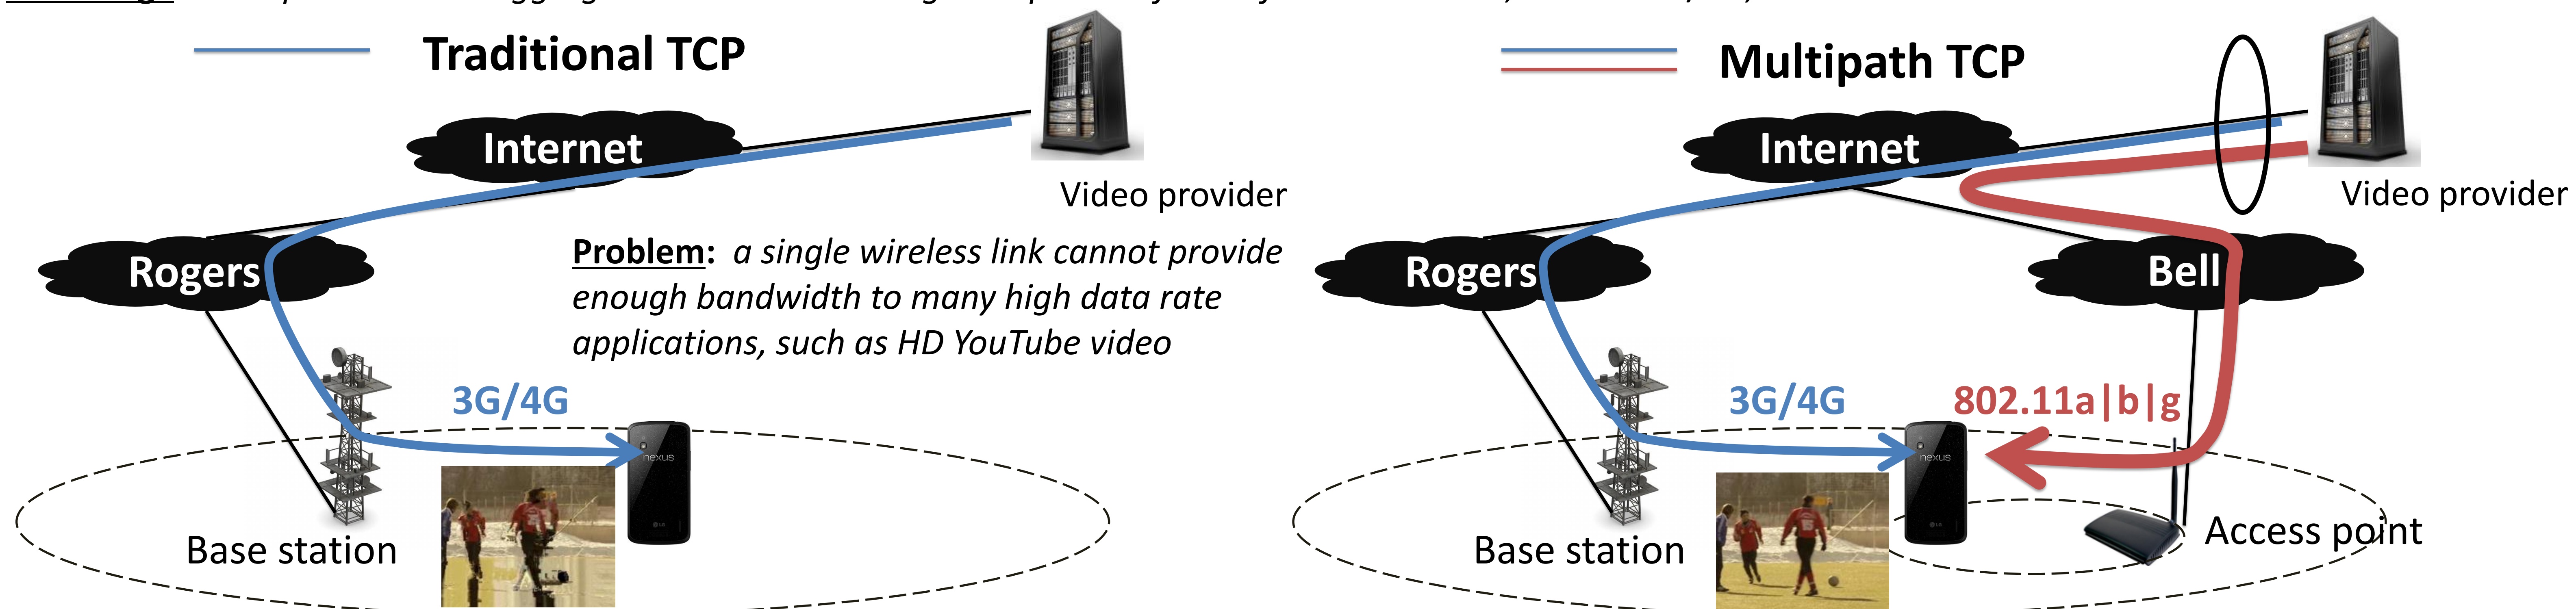 Traditional TCP
Internet
Video provider
Rogers
Problem: a single wireless link cannot provide
enough bandwidth to many high data rate
applications, such as HD YouTube video
3G/4G
nexus
LG
Base station
Multipath TCP
Internet
Video provider
Rogers
Bell
3G/4G
802.11a|b|g
nexus
LG
Base station
Access point